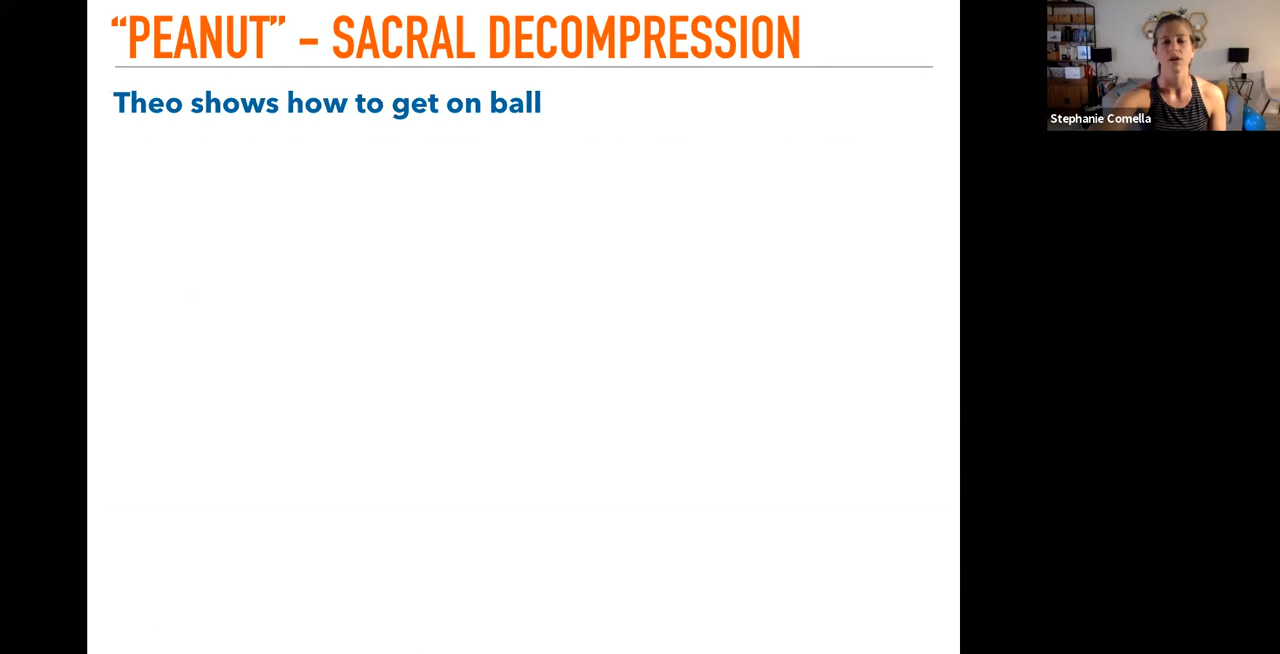 “PEANUT” – SACRAL DECOMPRESSION
Theo shows how to get on ball
Stephanie Comella